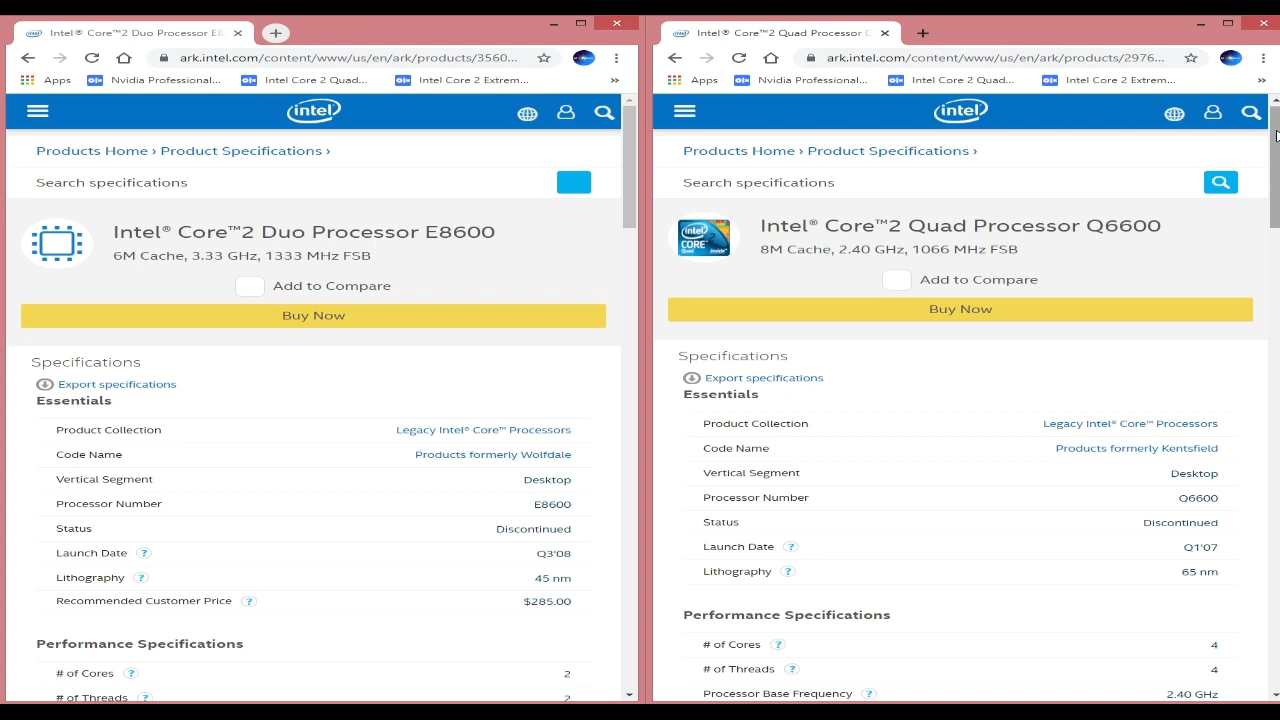 Intel® Core™2 Duo Processor E8
ark.intel.com/content/www/us/en/ark/products/3560...
Apps
Nvidia Professional...
Intel Core 2 Quad...
Intel Core 2 Extrem...
»
intel
Products Home › Product Specifications ›
Search specifications
Intel® Core™2 Duo Processor E8600
6M Cache, 3.33 GHz, 1333 MHz FSB
Add to Compare
Buy Now
Specifications
Export specifications
Essentials
Product Collection Legacy Intel® Core™ Processors
Code Name Products formerly Wolfdale
Vertical Segment Desktop
Processor Number E8600
Status Discontinued
Launch Date ? Q3'08
Lithography ? 45 nm
Recommended Customer Price ? $285.00
Performance Specifications
# of Cores ? 2
# of Threads ? 2
Intel® Core™2 Quad Processor
ark.intel.com/content/www/us/en/ark/products/2976...
Apps
Nvidia Professional...
Intel Core 2 Quad...
Intel Core 2 Extrem...
»
intel
Products Home › Product Specifications ›
Search specifications
intel
CORE 2
Quad inside™
Intel® Core™2 Quad Processor Q6600
8M Cache, 2.40 GHz, 1066 MHz FSB
Add to Compare
Buy Now
Specifications
Export specifications
Essentials
Product Collection Legacy Intel® Core™ Processors
Code Name Products formerly Kentsfield
Vertical Segment Desktop
Processor Number Q6600
Status Discontinued
Launch Date ? Q1'07
Lithography ? 65 nm
Performance Specifications
# of Cores ? 4
# of Threads ? 4
Processor Base Frequency ? 2.40 GHz